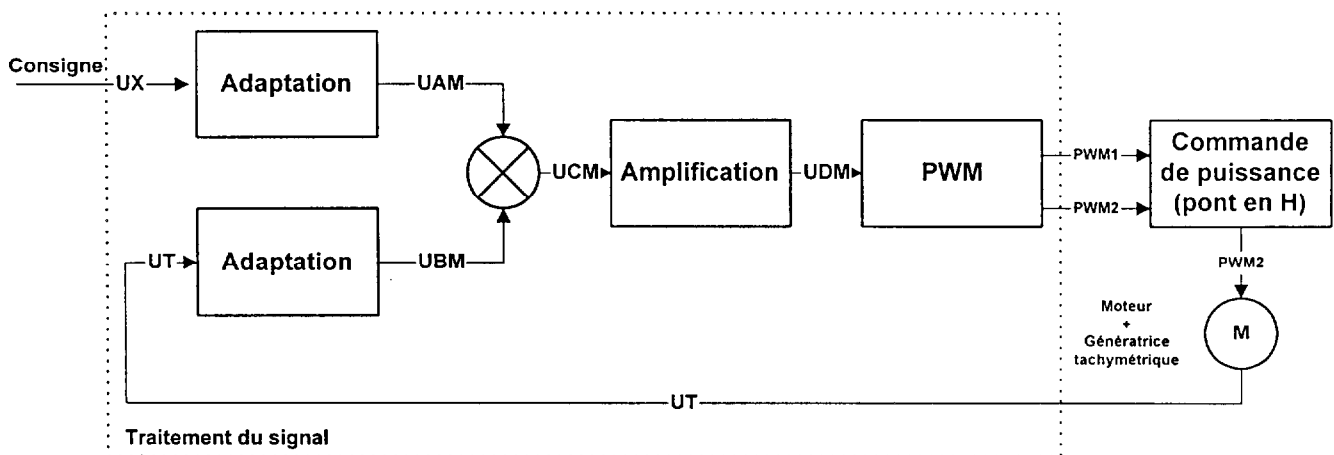 Consigne
UX
Adaptation
UAM
UCM
Amplification
UDM
PWM
PWM1
PWM2
Commande
de puissance
(pont en H)
UT
Adaptation
UBM
PWM2
Moteur
+
Génératrice
tachymétrique
M
UT
Traitement du signal